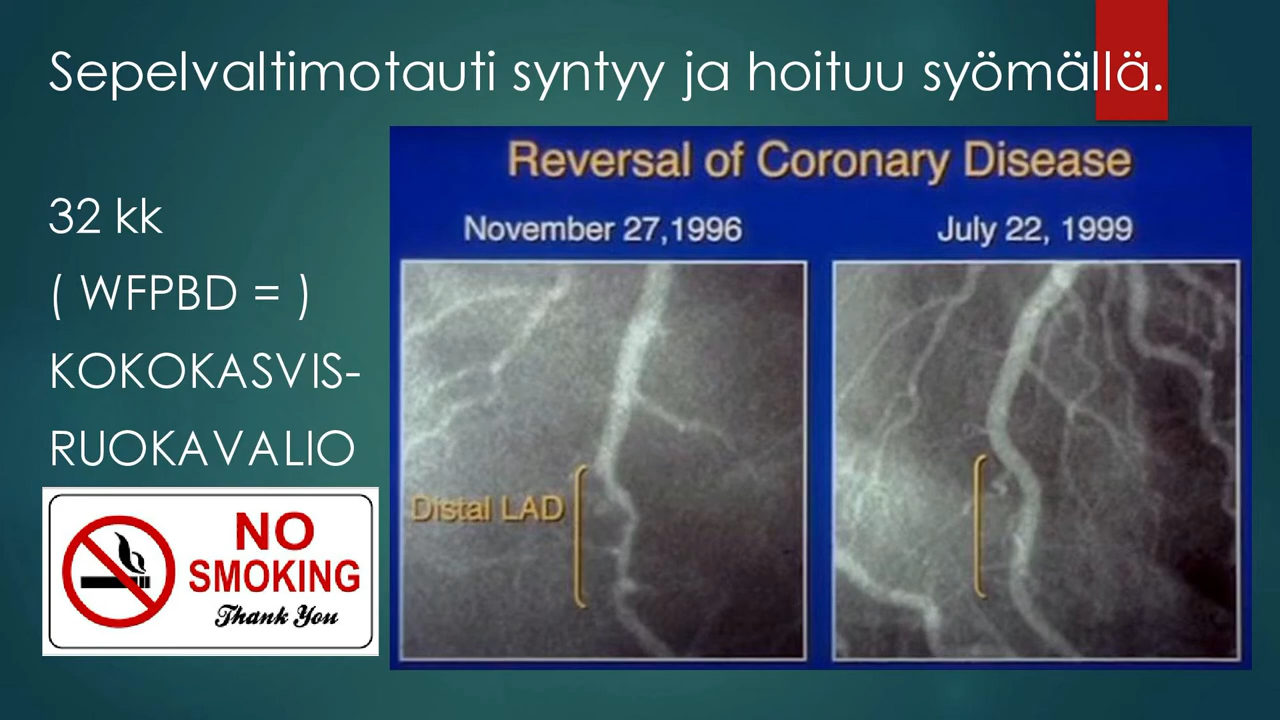 Sepelvaltimotauti syntyy ja hoituu syömällä.
32 kk
( WFPBD = )
KOKOKASVIS-
RUOKAVALIO
NO
SMOKING
Thank You
Reversal of Coronary Disease
November 27,1996
July 22, 1999
Distal LAD